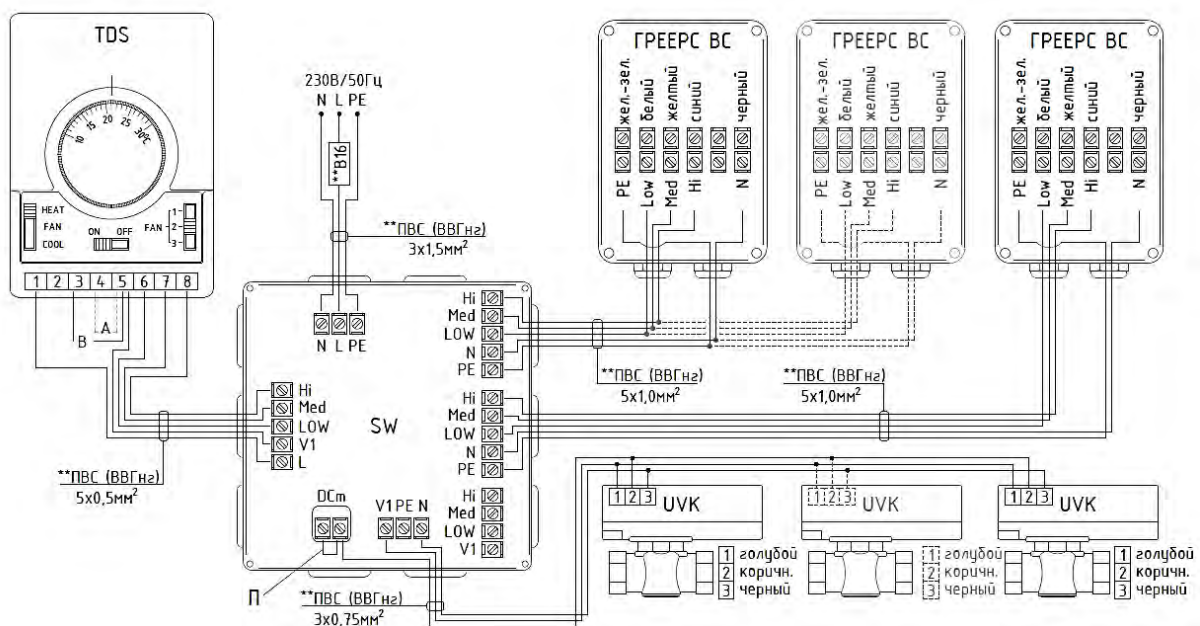 TDS
10 15 20 25 30°C
HEAT
FAN
COOL
ON OFF
FAN
1
2
3
1 2 3 4 5 6 7 8
A
B
**ПВС (ВВГнг)
5х0,5мм²
230В/50Гц
N L PE
**В16
**ПВС (ВВГнг)
3х1,5мм²
N L PE
SW
Hi
Med
LOW
V1
L
DCm
П
V1 PE N
**ПВС (ВВГнг)
3х0,75мм²
Hi
Med
LOW
N
PE
Hi
Med
LOW
N
PE
Hi
Med
LOW
V1
**ПВС (ВВГнг)
5х1,0мм²
**ПВС (ВВГнг)
5х1,0мм²
ГРЕЕРС ВС
жел.-зел.
белый
желтый
синий
черный
PE
Low
Med
Hi
N
ГРЕЕРС ВС
жел.-зел.
белый
желтый
синий
черный
PE
Low
Med
Hi
N
ГРЕЕРС ВС
жел.-зел.
белый
желтый
синий
черный
PE
Low
Med
Hi
N
1 2 3
UVK
1 голубой
2 коричн.
3 черный
1 2 3
UVK
1 голубой
2 коричн.
3 черный
1 2 3
UVK
1 голубой
2 коричн.
3 черный